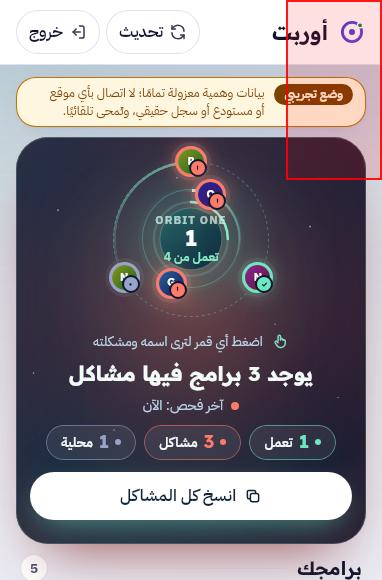 أوربت
تحديث
خروج
وضع تجريبي
بيانات وهمية معزولة تمامًا؛ لا اتصال بأي موقع
أو مستودع أو سجل حقيقي، وتُمحى تلقائيًا.
ORBIT ONE
1
تعمل من 4
اضغط أي قمر لترى اسمه ومشكلته
يوجد 3 برامج فيها مشاكل
آخر فحص: الآن
1 تعمل
3 مشاكل
1 محلية
انسخ كل المشاكل
برامجك
5